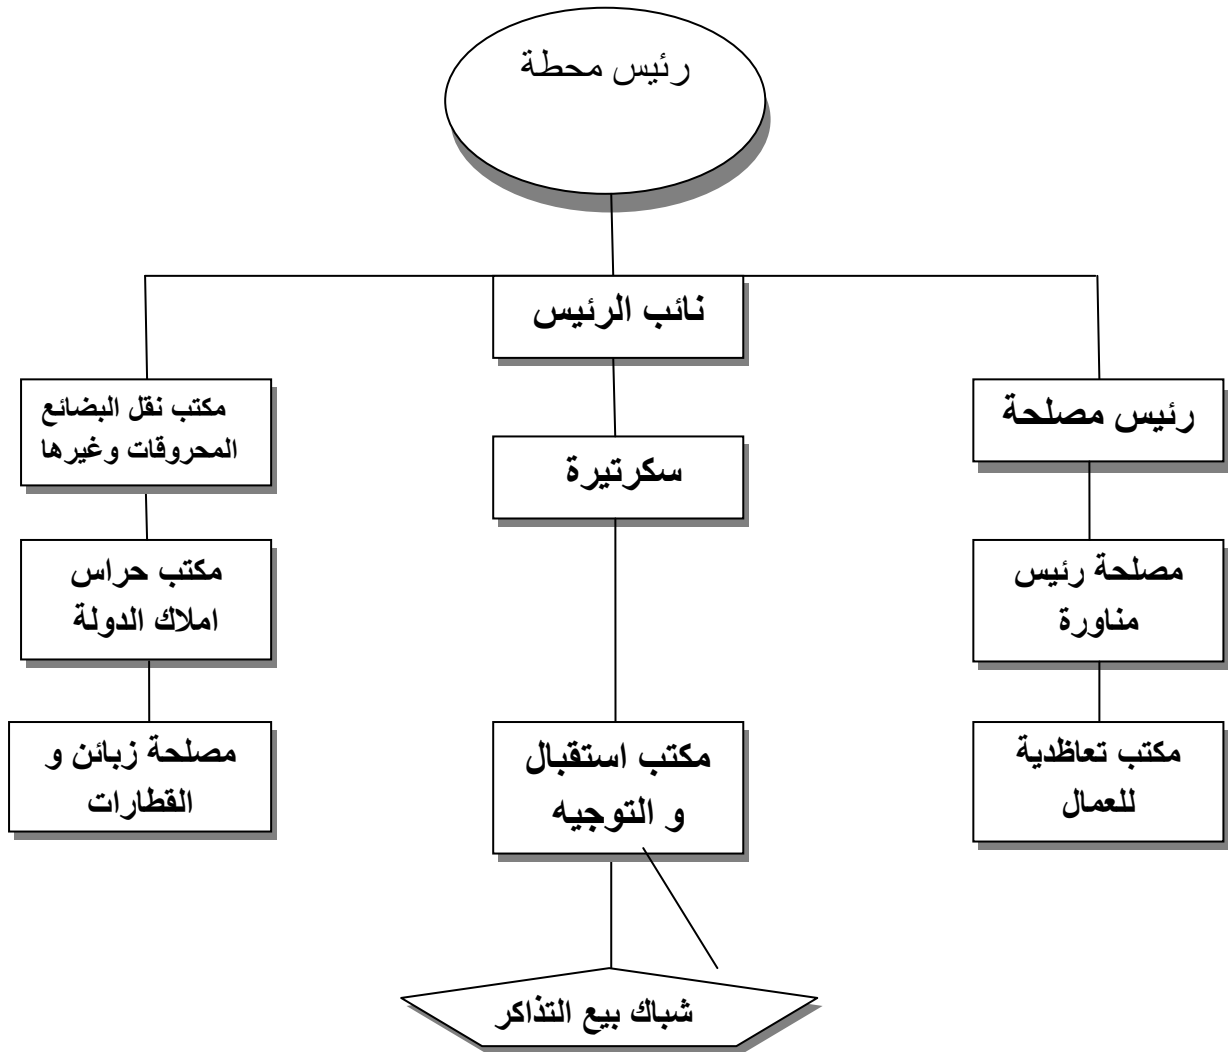 رئيس محطة
نائب الرئيس
رئيس مصلحة
مكتب نقل البضائع
المحروقات وغيرها
سكرتيرة
مصلحة رئيس
مناورة
مكتب حراس
املاك الدولة
مكتب تعاظدية
للعمال
مكتب استقبال
و التوجيه
مصلحة زبائن و
القطارات
شباك بيع التذاكر